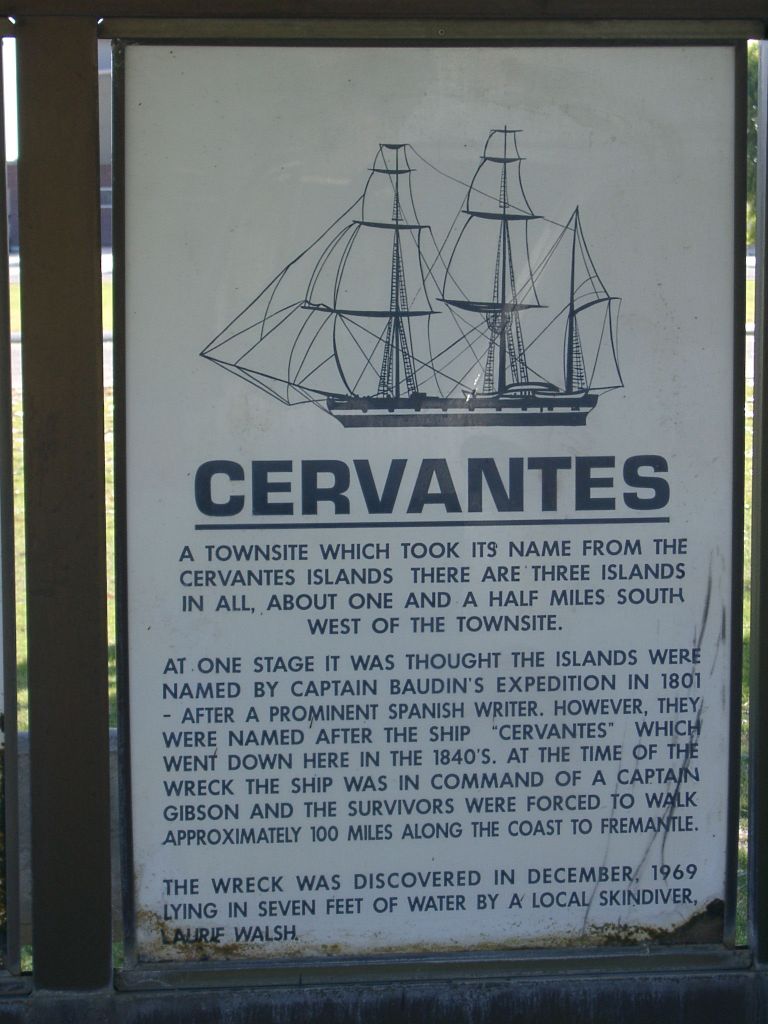 CERVANTES
A TOWNSITE WHICH TOOK ITS NAME FROM THE
CERVANTES ISLANDS THERE ARE THREE ISLANDS
IN ALL, ABOUT ONE AND A HALF MILES SOUTH
WEST OF THE TOWNSITE.
AT ONE STAGE IT WAS THOUGHT THE ISLANDS WERE
NAMED BY CAPTAIN BAUDIN'S EXPEDITION IN 1801
- AFTER A PROMINENT SPANISH WRITER. HOWEVER, THEY
WERE NAMED AFTER THE SHIP "CERVANTES" WHICH
WENT DOWN HERE IN THE 1840'S. AT THE TIME OF THE
WRECK THE SHIP WAS IN COMMAND OF A CAPTAIN
GIBSON AND THE SURVIVORS WERE FORCED TO WALK
APPROXIMATELY 100 MILES ALONG THE COAST TO FREMANTLE.
THE WRECK WAS DISCOVERED IN DECEMBER, 1969
LYING IN SEVEN FEET OF WATER BY A LOCAL SKINDIVER,
LAURIE WALSH.